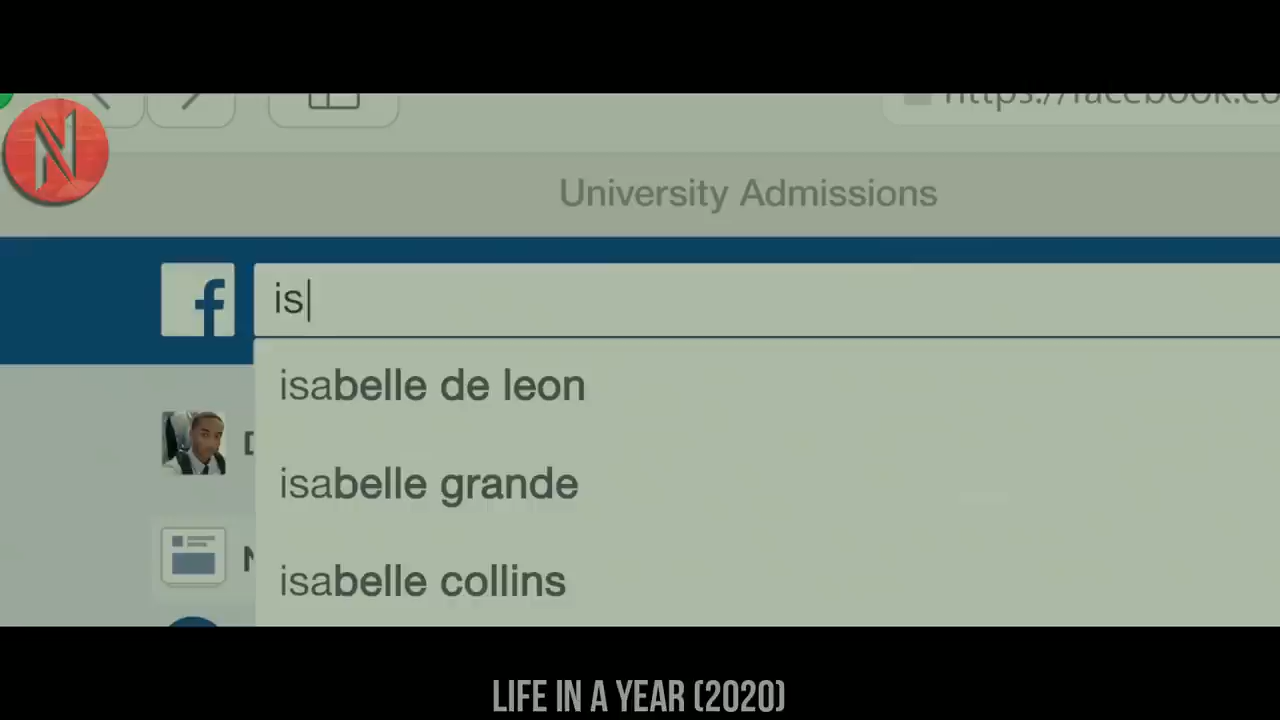 https://facebook.co
University Admissions
is
isabelle de leon
isabelle grande
isabelle collins
LIFE IN A YEAR (2020)